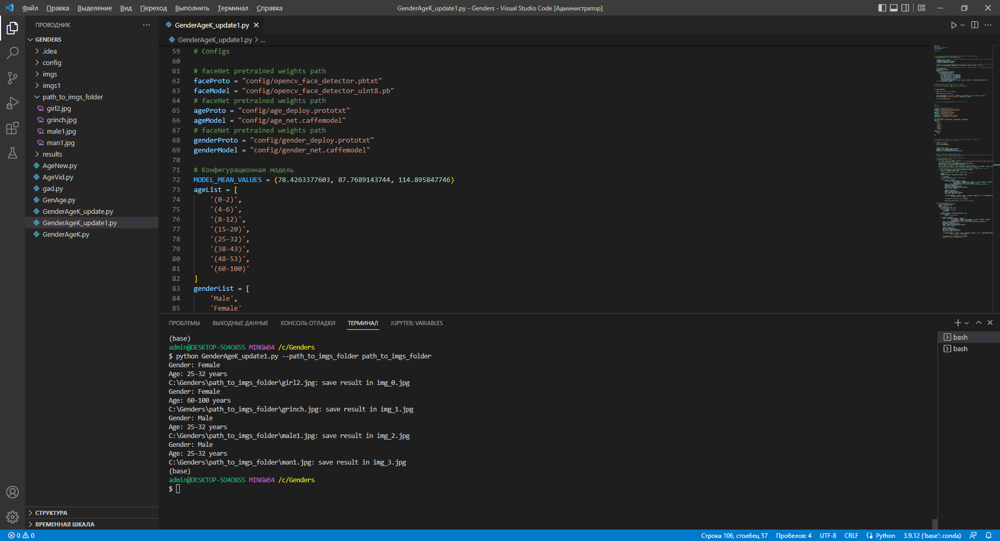 Файл Правка Выделение Вид Переход Выполнить Терминал Справка
GenderAgeK_update1.py - Genders - Visual Studio Code [Администратор]
ПРОВОДНИК
GENDERS
.idea
config
imgs
imgs1
path_to_imgs_folder
girl2.jpg
grinch.jpg
male1.jpg
man1.jpg
results
AgeNew.py
AgeVid.py
gad.py
GenAge.py
GenderAgeK_update.py
GenderAgeK_update1.py
GenderAgeK.py
СТРУКТУРА
ВРЕМЕННАЯ ШКАЛА
GenderAgeK_update1.py
GenderAgeK_update1.py > ...
59 # Configs
60
61 # faceNet pretrained weights path
62 faceProto = "config/opencv_face_detector.pbtxt"
63 faceModel = "config/opencv_face_detector_uint8.pb"
64 # faceNet pretrained weights path
65 ageProto = "config/age_deploy.prototxt"
66 ageModel = "config/age_net.caffemodel"
67 # faceNet pretrained weights path
68 genderProto = "config/gender_deploy.prototxt"
69 genderModel = "config/gender_net.caffemodel"
70
71 # Конфигурационная модель
72 MODEL_MEAN_VALUES = (78.4263377603, 87.7689143744, 114.895847746)
73 ageList = [
74 '(0-2)',
75 '(4-6)',
76 '(8-12)',
77 '(15-20)',
78 '(25-32)',
79 '(38-43)',
80 '(48-53)',
81 '(60-100)'
82 ]
83 genderList = [
84 'Male',
85 'Female'
ПРОБЛЕМЫ ВЫХОДНЫЕ ДАННЫЕ КОНСОЛЬ ОТЛАДКИ ТЕРМИНАЛ JUPYTER: VARIABLES
(base)
admin@DESKTOP-5O4O855 MINGW64 /c/Genders
$ python GenderAgeK_update1.py --path_to_imgs_folder path_to_imgs_folder
Gender: Female
Age: 25-32 years
C:\Genders\path_to_imgs_folder\girl2.jpg: save result in img_0.jpg
Gender: Female
Age: 60-100 years
C:\Genders\path_to_imgs_folder\grinch.jpg: save result in img_1.jpg
Gender: Male
Age: 25-32 years
C:\Genders\path_to_imgs_folder\male1.jpg: save result in img_2.jpg
Gender: Male
Age: 25-32 years
C:\Genders\path_to_imgs_folder\man1.jpg: save result in img_3.jpg
(base)
admin@DESKTOP-5O4O855 MINGW64 /c/Genders
$
bash
bash
0 0
Строка 106, столбец 57 Пробелов: 4 UTF-8 CRLF Python 3.9.12 ('base': conda)